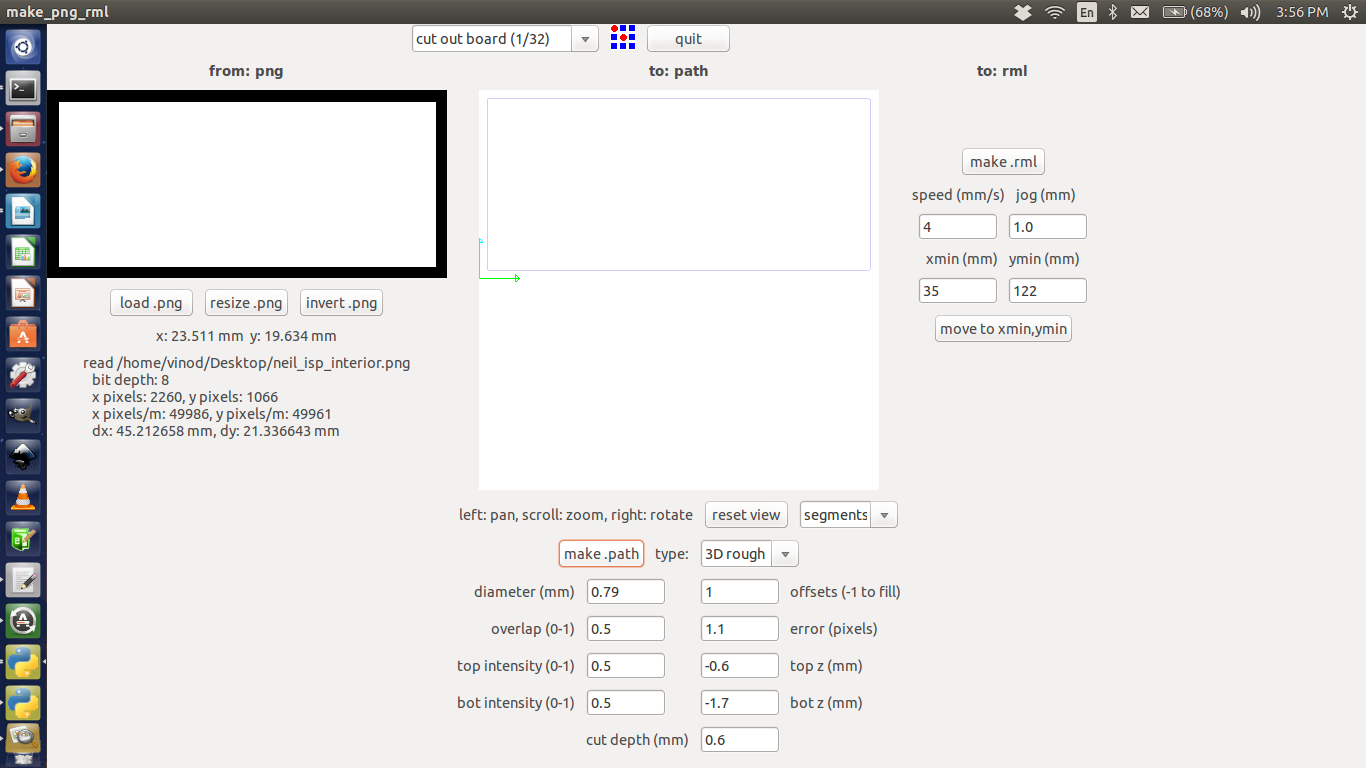 make_png_rml
En
(68%)
3:56 PM
cut out board (1/32)
quit
from: png
to: path
to: rml
make .rml
speed (mm/s) jog (mm)
4 1.0
xmin (mm) ymin (mm)
35 122
move to xmin,ymin
load .png resize .png invert .png
x: 23.511 mm y: 19.634 mm
read /home/vinod/Desktop/neil_isp_interior.png
bit depth: 8
x pixels: 2260, y pixels: 1066
x pixels/m: 49986, y pixels/m: 49961
dx: 45.212658 mm, dy: 21.336643 mm
left: pan, scroll: zoom, right: rotate reset view segments
make .path type: 3D rough
diameter (mm) 0.79 1 offsets (-1 to fill)
overlap (0-1) 0.5 1.1 error (pixels)
top intensity (0-1) 0.5 -0.6 top z (mm)
bot intensity (0-1) 0.5 -1.7 bot z (mm)
cut depth (mm) 0.6